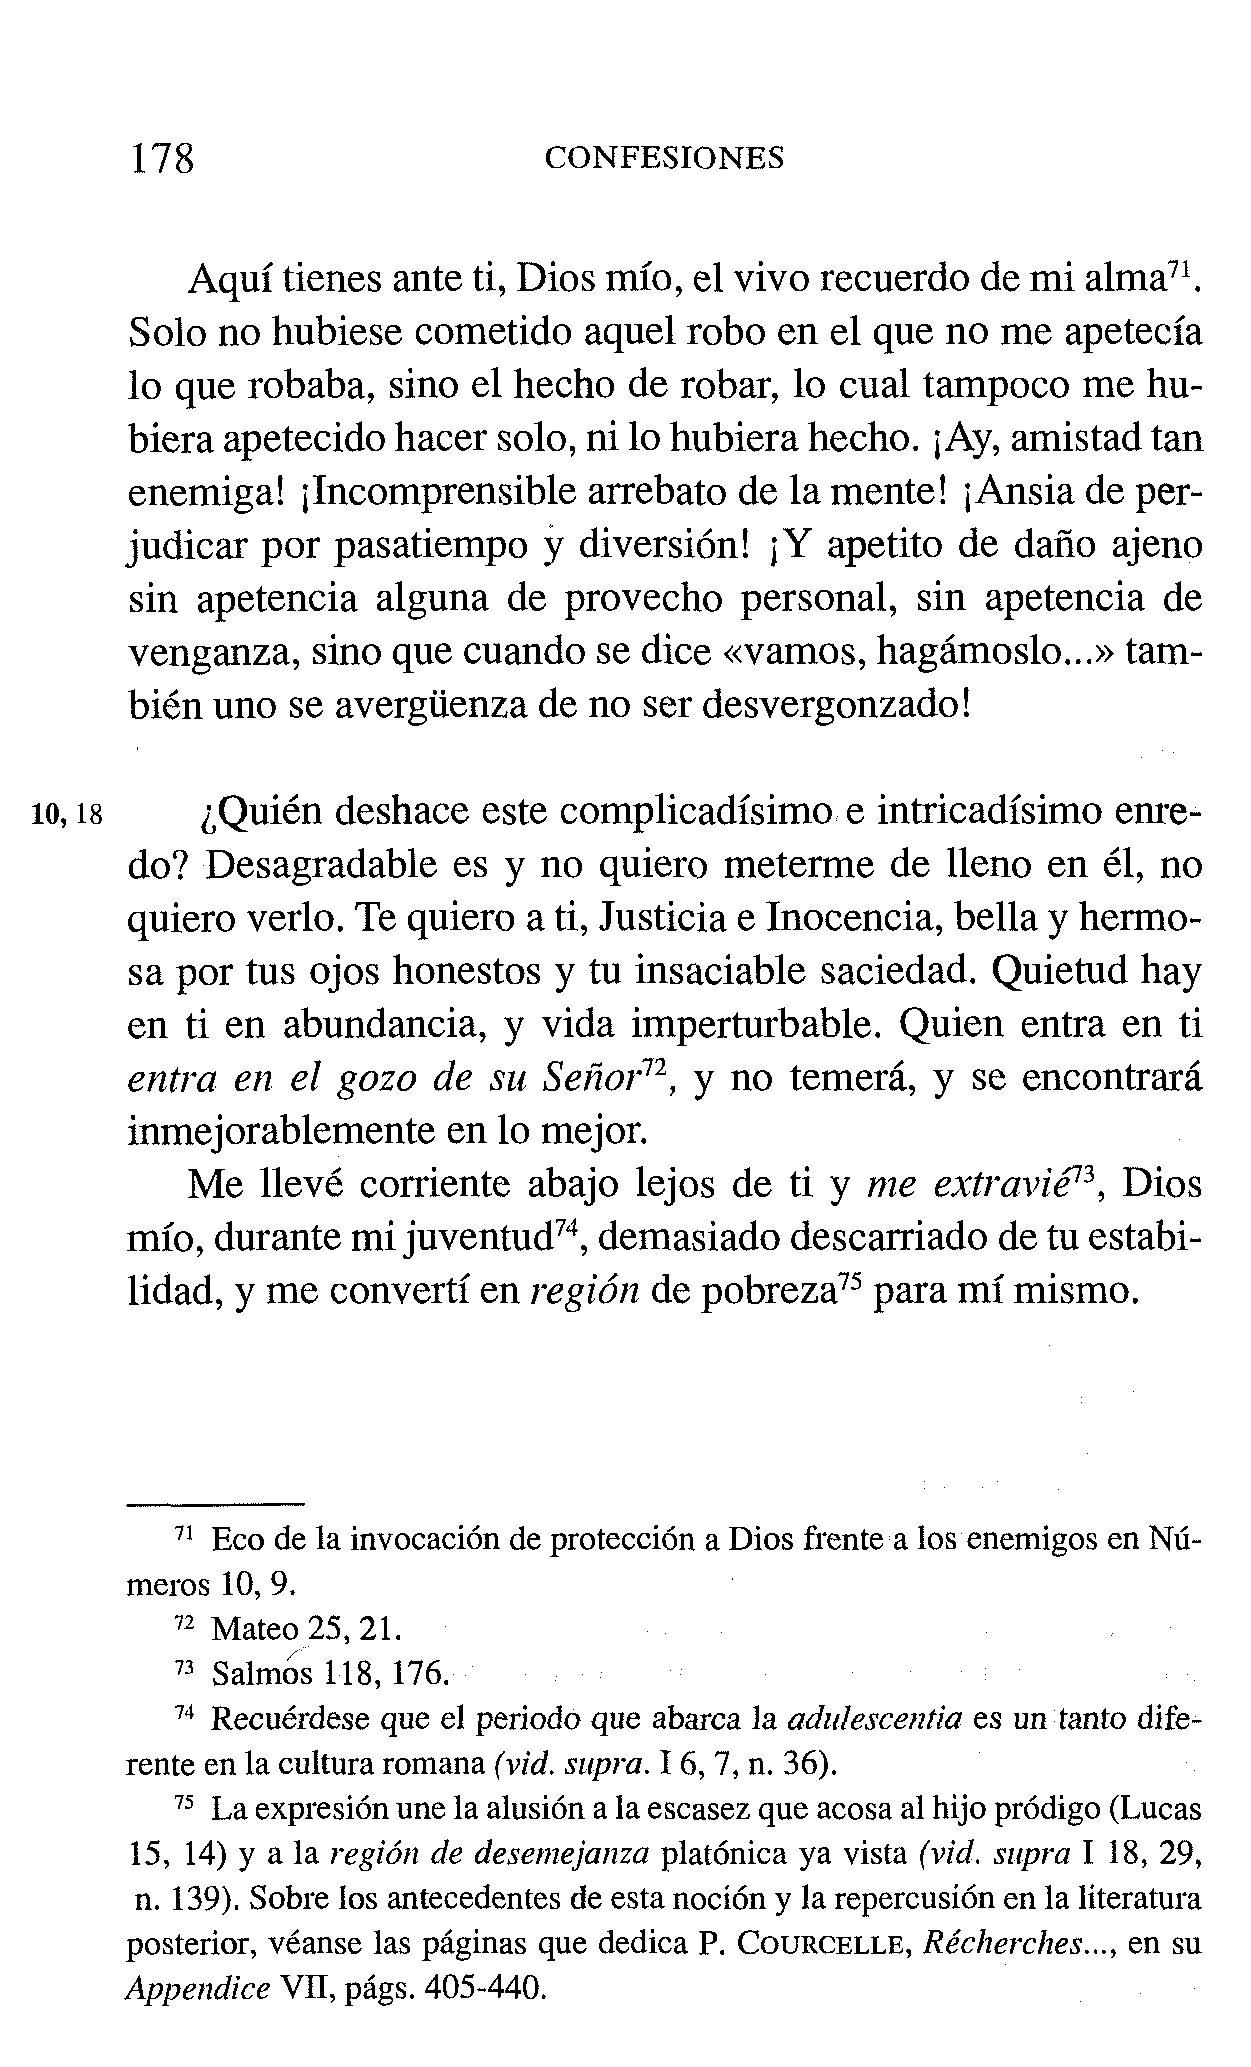 178 CONFESIONES
Aquí tienes ante ti, Dios mío, el vivo recuerdo de mi alma⁷¹.
Solo no hubiese cometido aquel robo en el que no me apetecía
lo que robaba, sino el hecho de robar, lo cual tampoco me hu-
biera apetecido hacer solo, ni lo hubiera hecho. ¡Ay, amistad tan
enemiga! ¡Incomprensible arrebato de la mente! ¡Ansia de per-
judicar por pasatiempo y diversión! ¡Y apetito de daño ajeno
sin apetencia alguna de provecho personal, sin apetencia de
venganza, sino que cuando se dice «vamos, hagámoslo...» tam-
bién uno se avergüenza de no ser desvergonzado!
10, 18 ¿Quién deshace este complicadísimo e intricadísimo enre-
do? Desagradable es y no quiero meterme de lleno en él, no
quiero verlo. Te quiero a ti, Justicia e Inocencia, bella y hermo-
sa por tus ojos honestos y tu insaciable saciedad. Quietud hay
en ti en abundancia, y vida imperturbable. Quien entra en ti
entra en el gozo de su Señor⁷², y no temerá, y se encontrará
inmejorablemente en lo mejor.
Me llevé corriente abajo lejos de ti y me extravié⁷³, Dios
mío, durante mi juventud⁷⁴, demasiado descarriado de tu estabi-
lidad, y me convertí en región de pobreza⁷⁵ para mí mismo.
⁷¹ Eco de la invocación de protección a Dios frente a los enemigos en Nú-
meros 10, 9.
⁷² Mateo 25, 21.
⁷³ Salmos 118, 176.
⁷⁴ Recuérdese que el periodo que abarca la adulescentia es un tanto dife-
rente en la cultura romana (vid. supra. I 6, 7, n. 36).
⁷⁵ La expresión une la alusión a la escasez que acosa al hijo pródigo (Lucas
15, 14) y a la región de desemejanza platónica ya vista (vid. supra I 18, 29,
n. 139). Sobre los antecedentes de esta noción y la repercusión en la literatura
posterior, véanse las páginas que dedica P. COURCELLE, Récherches..., en su
Appendice VII, págs. 405-440.